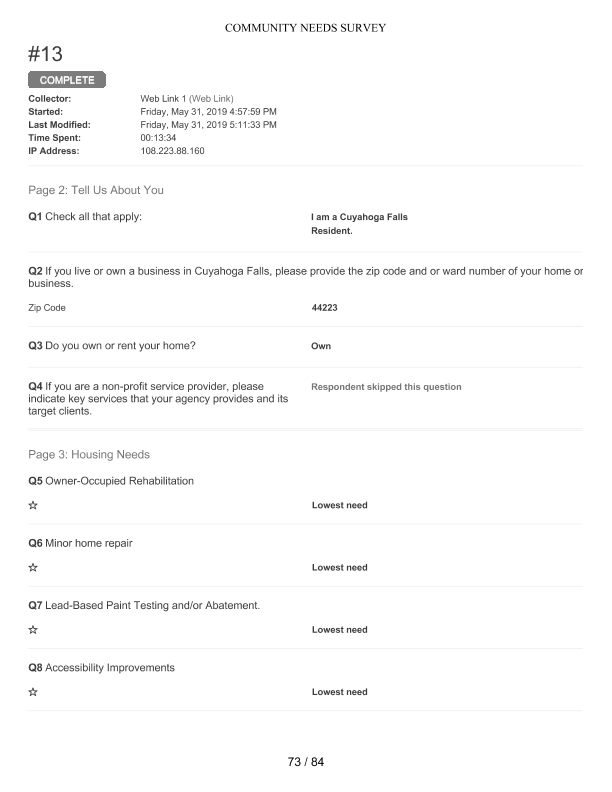 COMMUNITY NEEDS SURVEY
#13
COMPLETE
Collector: Web Link 1 (Web Link)
Started: Friday, May 31, 2019 4:57:59 PM
Last Modified: Friday, May 31, 2019 5:11:33 PM
Time Spent: 00:13:34
IP Address: 108.223.88.160
Page 2: Tell Us About You
Q1 Check all that apply: I am a Cuyahoga Falls
Resident.
Q2 If you live or own a business in Cuyahoga Falls, please provide the zip code and or ward number of your home or
business.
Zip Code 44223
Q3 Do you own or rent your home? Own
Q4 If you are a non-profit service provider, please Respondent skipped this question
indicate key services that your agency provides and its
target clients.
Page 3: Housing Needs
Q5 Owner-Occupied Rehabilitation
☆ Lowest need
Q6 Minor home repair
☆ Lowest need
Q7 Lead-Based Paint Testing and/or Abatement.
☆ Lowest need
Q8 Accessibility Improvements
☆ Lowest need
73 / 84